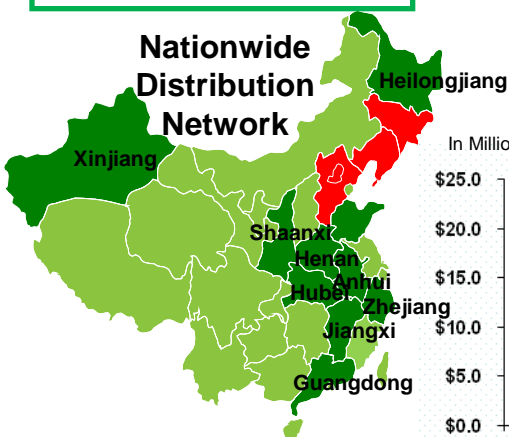 Nationwide
Distribution
Network
Heilongjiang
Xinjiang
In Millio
$25.0
$20.0
Shaanxi
Henan
$15.0
Anhui
Hubei
Zhejiang
$10.0
Jiangxi
$5.0
Guangdong
$0.0